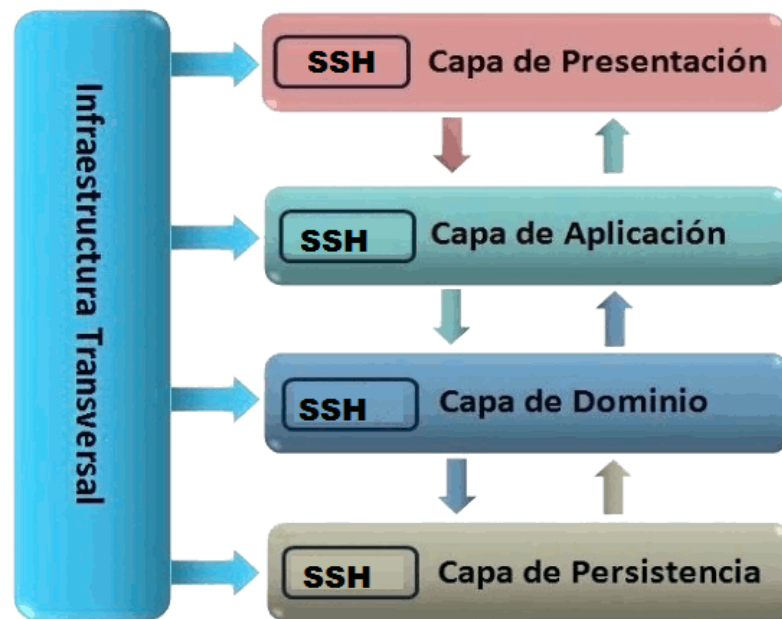 Infraestructura Transversal
SSH Capa de Presentación
SSH Capa de Aplicación
SSH Capa de Dominio
SSH Capa de Persistencia